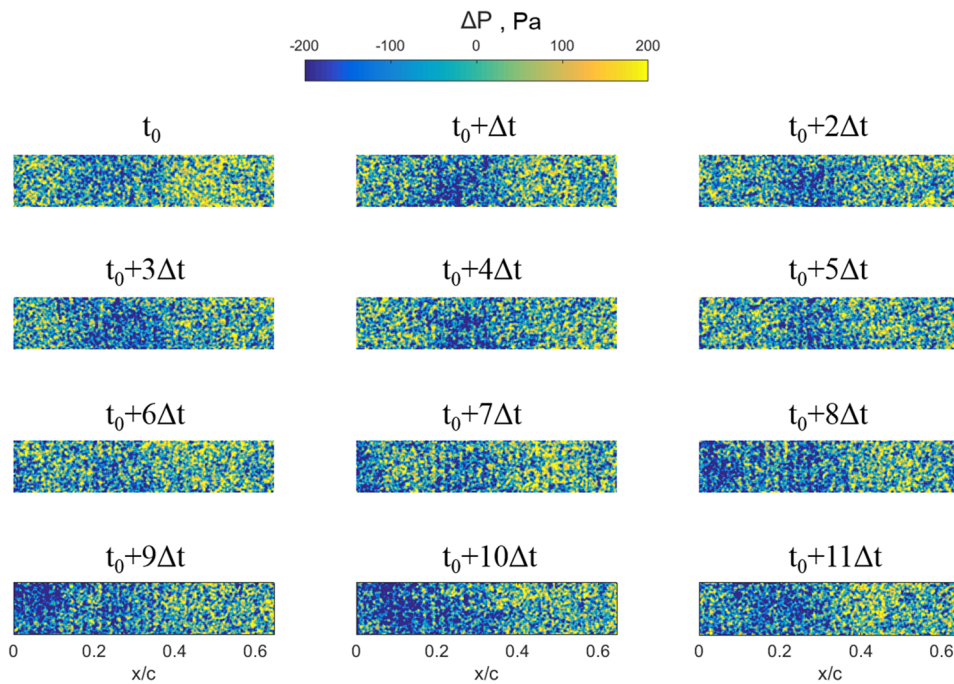 ΔP , Pa
-200 -100 0 100 200
t₀ t₀+Δt t₀+2Δt
t₀+3Δt t₀+4Δt t₀+5Δt
t₀+6Δt t₀+7Δt t₀+8Δt
t₀+9Δt t₀+10Δt t₀+11Δt
0 0.2 0.4 0.6 0 0.2 0.4 0.6 0 0.2 0.4 0.6
x/c x/c x/c